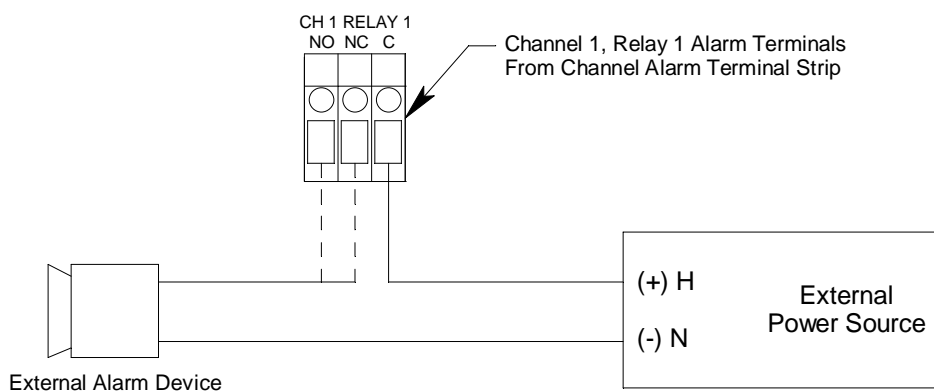 CH 1 RELAY 1
NO NC C
Channel 1, Relay 1 Alarm Terminals
From Channel Alarm Terminal Strip
(+) H
External
Power Source
(-) N
External Alarm Device